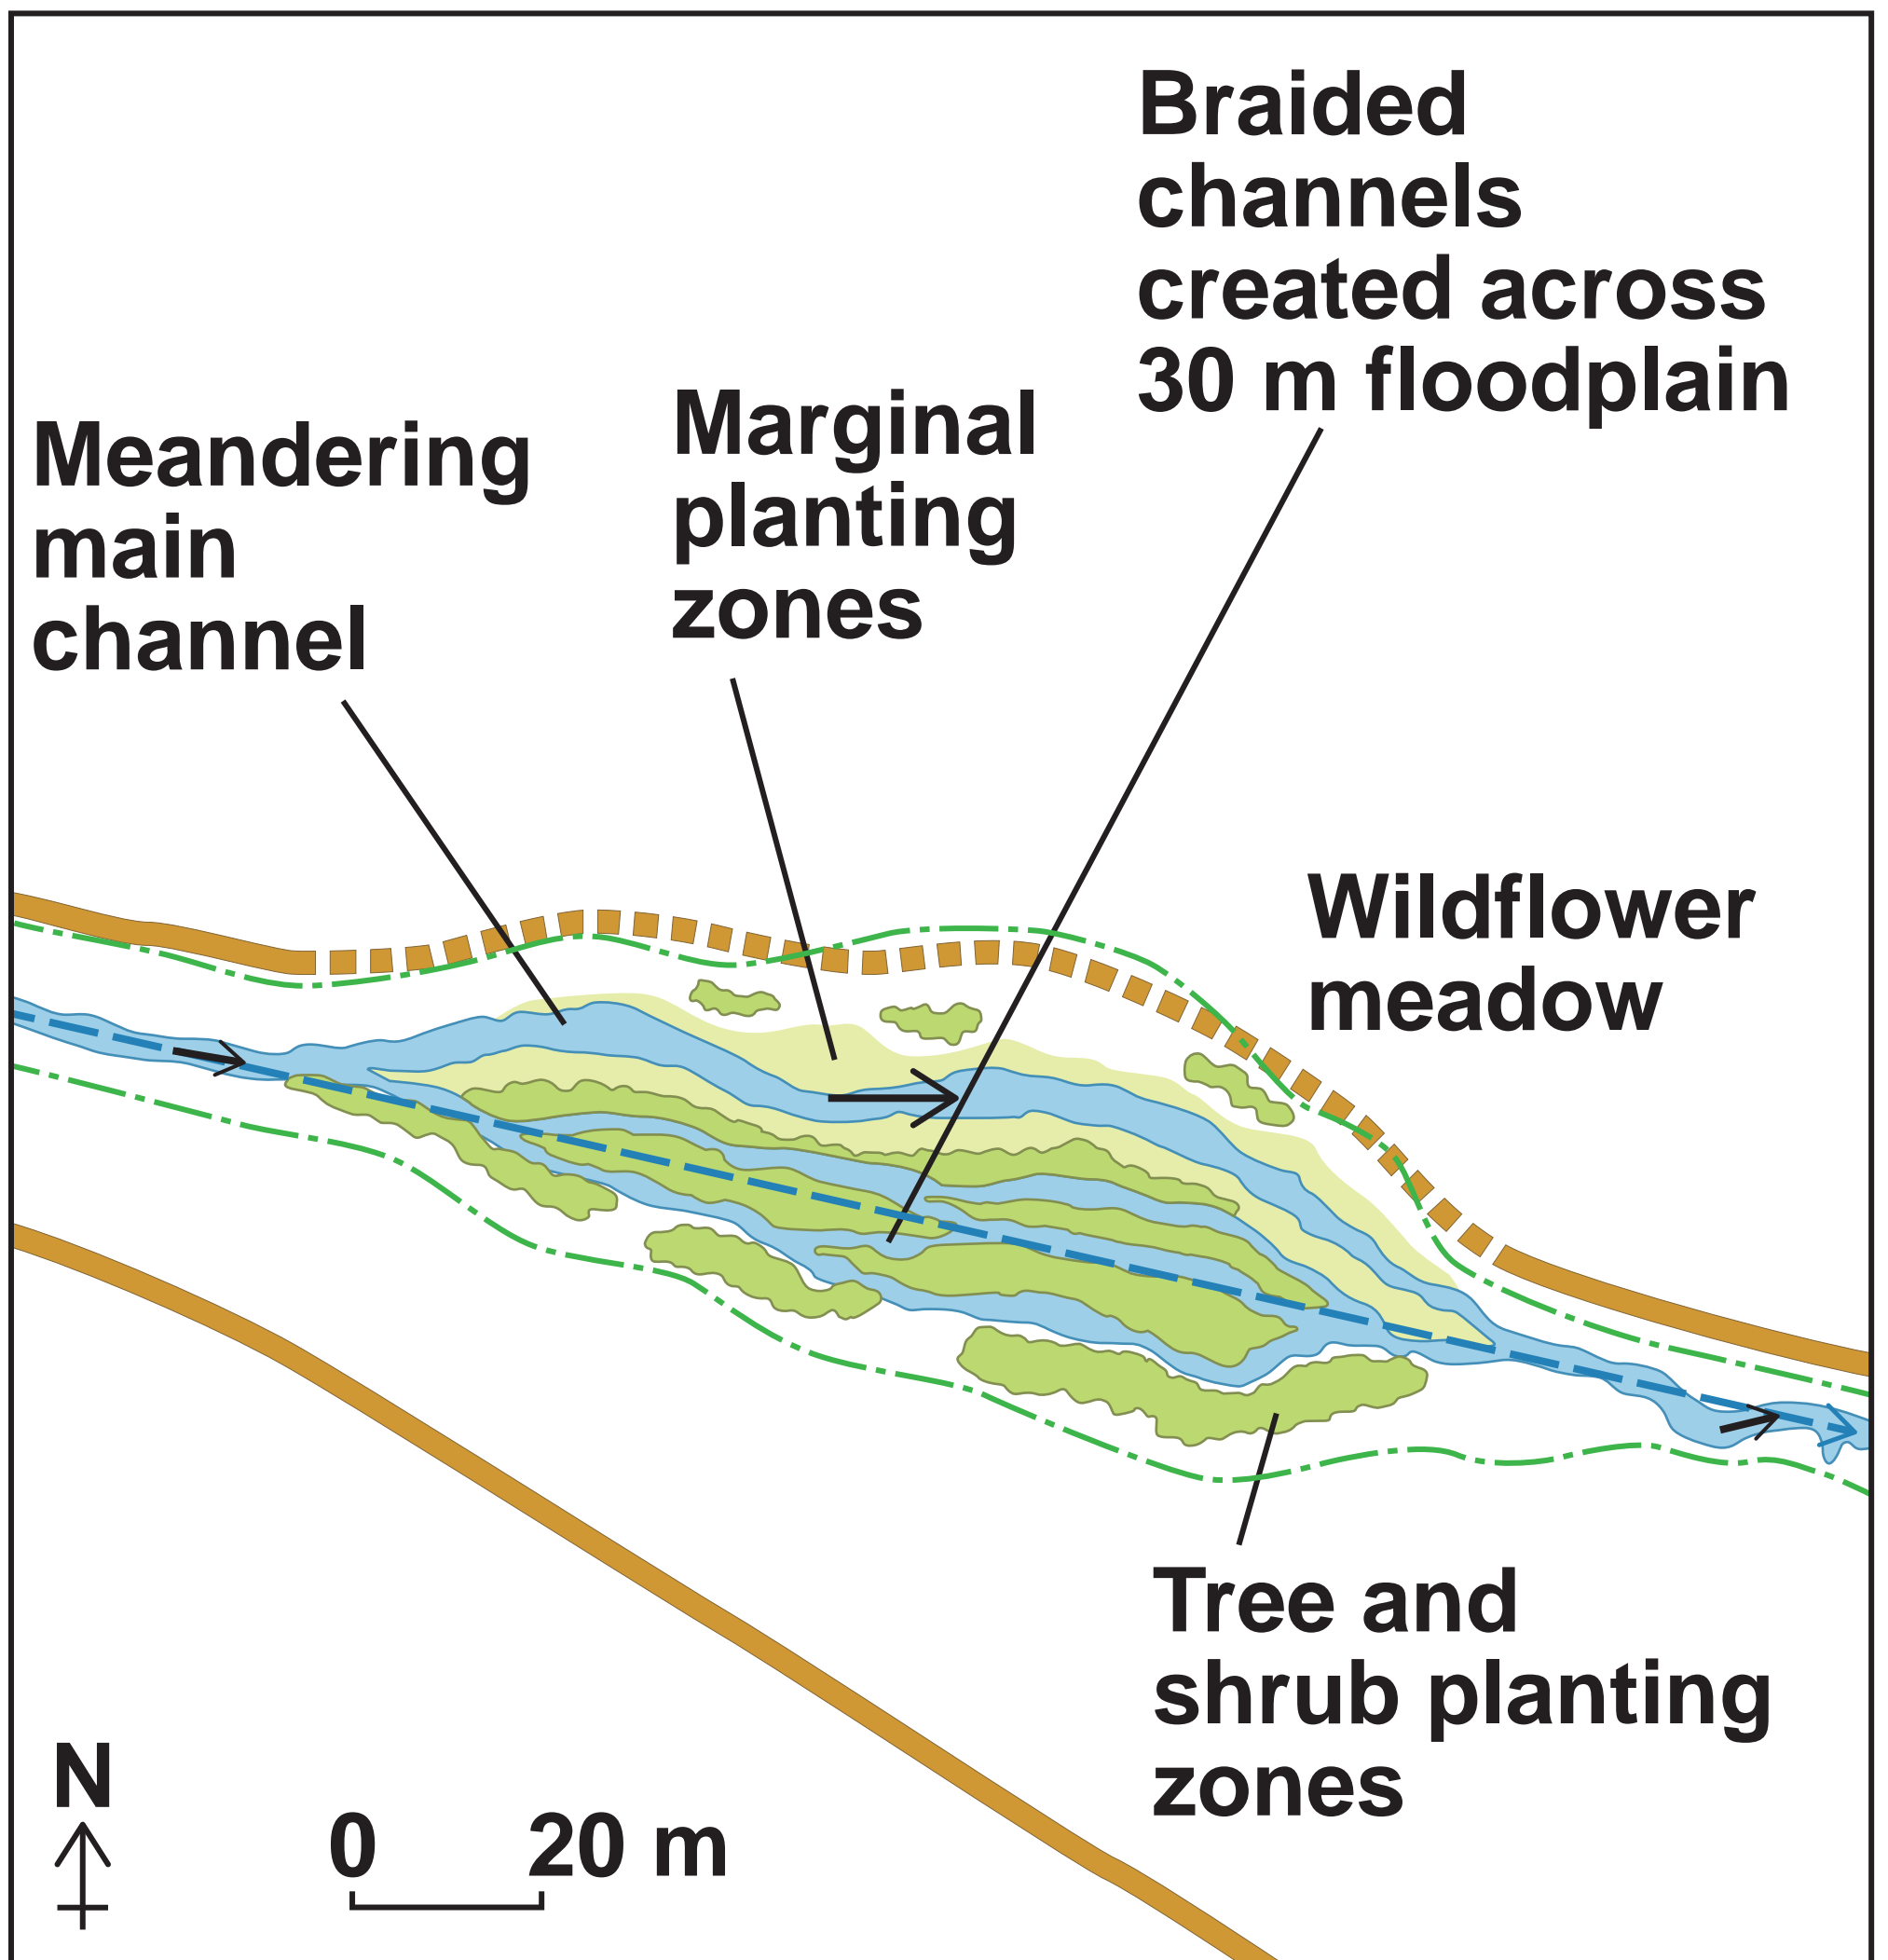 Braided
channels
created across
30 m floodplain
Marginal
planting
zones
Meandering
main
channel
Wildflower
meadow
Tree and
shrub planting
zones
N
0 20 m